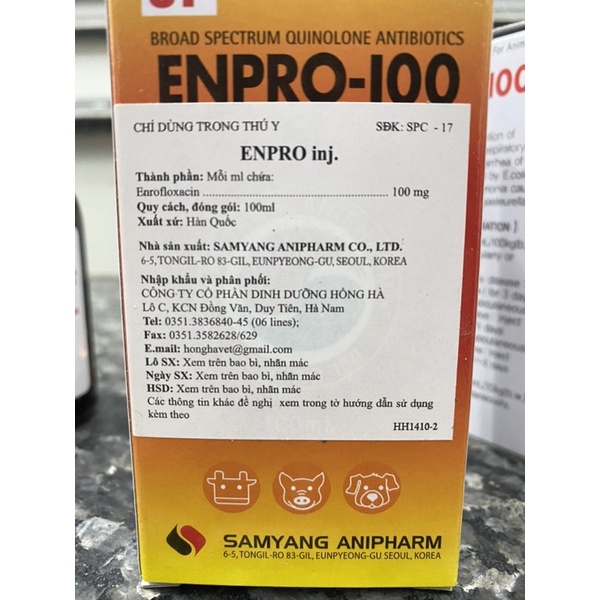 BROAD SPECTRUM QUINOLONE ANTIBIOTICS
ENPRO-100
CHỈ DÙNG TRONG THÚ Y SĐK: SPC - 17
ENPRO inj.
Thành phần: Mỗi ml chứa:
Enrofloxacin ........................................ 100 mg
Quy cách, đóng gói: 100ml
Xuất xứ: Hàn Quốc
Nhà sản xuất: SAMYANG ANIPHARM CO., LTD.
6-5, TONGIL-RO 83-GIL, EUNPYEONG-GU, SEOUL, KOREA
Nhập khẩu và phân phối:
CÔNG TY CỔ PHẦN DINH DƯỠNG HỒNG HÀ
Lô C, KCN Đồng Văn, Duy Tiên, Hà Nam
Tel: 0351.3836840-45 (06 lines);
Fax: 0351.3582628/629
E.mail: honghavet@gmail.com
Lô SX: Xem trên bao bì, nhãn mác
Ngày SX: Xem trên bao bì, nhãn mác
HSD: Xem trên bao bì, nhãn mác
Các thông tin khác đề nghị xem trong tờ hướng dẫn sử dụng
kèm theo
HH1410-2
SAMYANG ANIPHARM
6-5, TONGIL-RO 83-GIL, EUNPYEONG-GU SEOUL, KOREA
For Anim
100